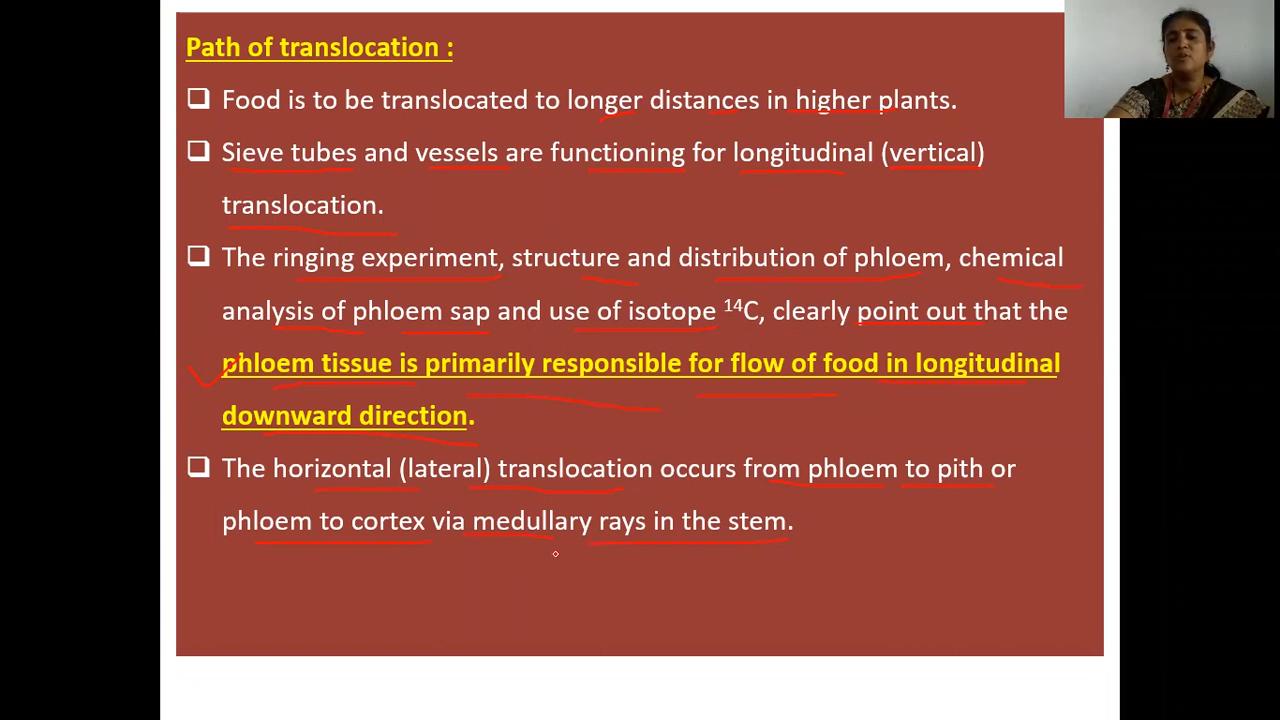 Path of translocation :
❑ Food is to be translocated to longer distances in higher plants.
❑ Sieve tubes and vessels are functioning for longitudinal (vertical)
translocation.
❑ The ringing experiment, structure and distribution of phloem, chemical
analysis of phloem sap and use of isotope ¹⁴C, clearly point out that the
phloem tissue is primarily responsible for flow of food in longitudinal
downward direction.
❑ The horizontal (lateral) translocation occurs from phloem to pith or
phloem to cortex via medullary rays in the stem.